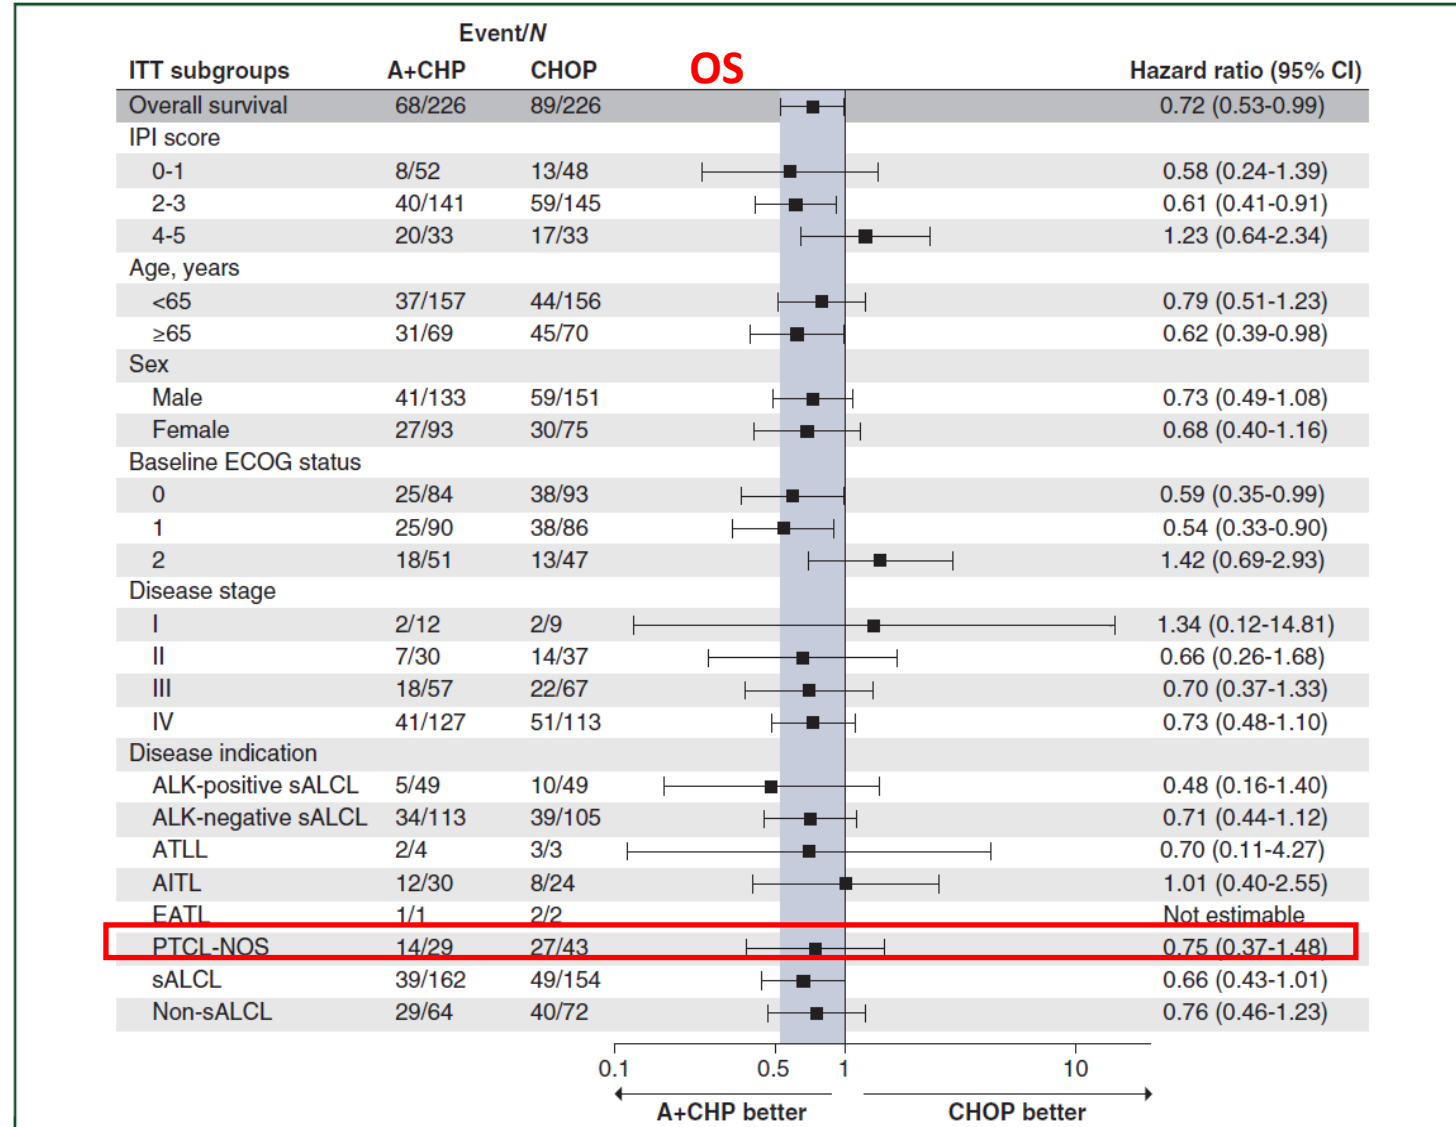 Event/N
ITT subgroups A+CHP CHOP OS Hazard ratio (95% CI)
Overall survival 68/226 89/226 0.72 (0.53-0.99)
IPI score
0-1 8/52 13/48 0.58 (0.24-1.39)
2-3 40/141 59/145 0.61 (0.41-0.91)
4-5 20/33 17/33 1.23 (0.64-2.34)
Age, years
<65 37/157 44/156 0.79 (0.51-1.23)
≥65 31/69 45/70 0.62 (0.39-0.98)
Sex
Male 41/133 59/151 0.73 (0.49-1.08)
Female 27/93 30/75 0.68 (0.40-1.16)
Baseline ECOG status
0 25/84 38/93 0.59 (0.35-0.99)
1 25/90 38/86 0.54 (0.33-0.90)
2 18/51 13/47 1.42 (0.69-2.93)
Disease stage
I 2/12 2/9 1.34 (0.12-14.81)
II 7/30 14/37 0.66 (0.26-1.68)
III 18/57 22/67 0.70 (0.37-1.33)
IV 41/127 51/113 0.73 (0.48-1.10)
Disease indication
ALK-positive sALCL 5/49 10/49 0.48 (0.16-1.40)
ALK-negative sALCL 34/113 39/105 0.71 (0.44-1.12)
ATLL 2/4 3/3 0.70 (0.11-4.27)
AITL 12/30 8/24 1.01 (0.40-2.55)
EATL 1/1 2/2 Not estimable
PTCL-NOS 14/29 27/43 0.75 (0.37-1.48)
sALCL 39/162 49/154 0.66 (0.43-1.01)
Non-sALCL 29/64 40/72 0.76 (0.46-1.23)
0.1 0.5 1 10
A+CHP better CHOP better